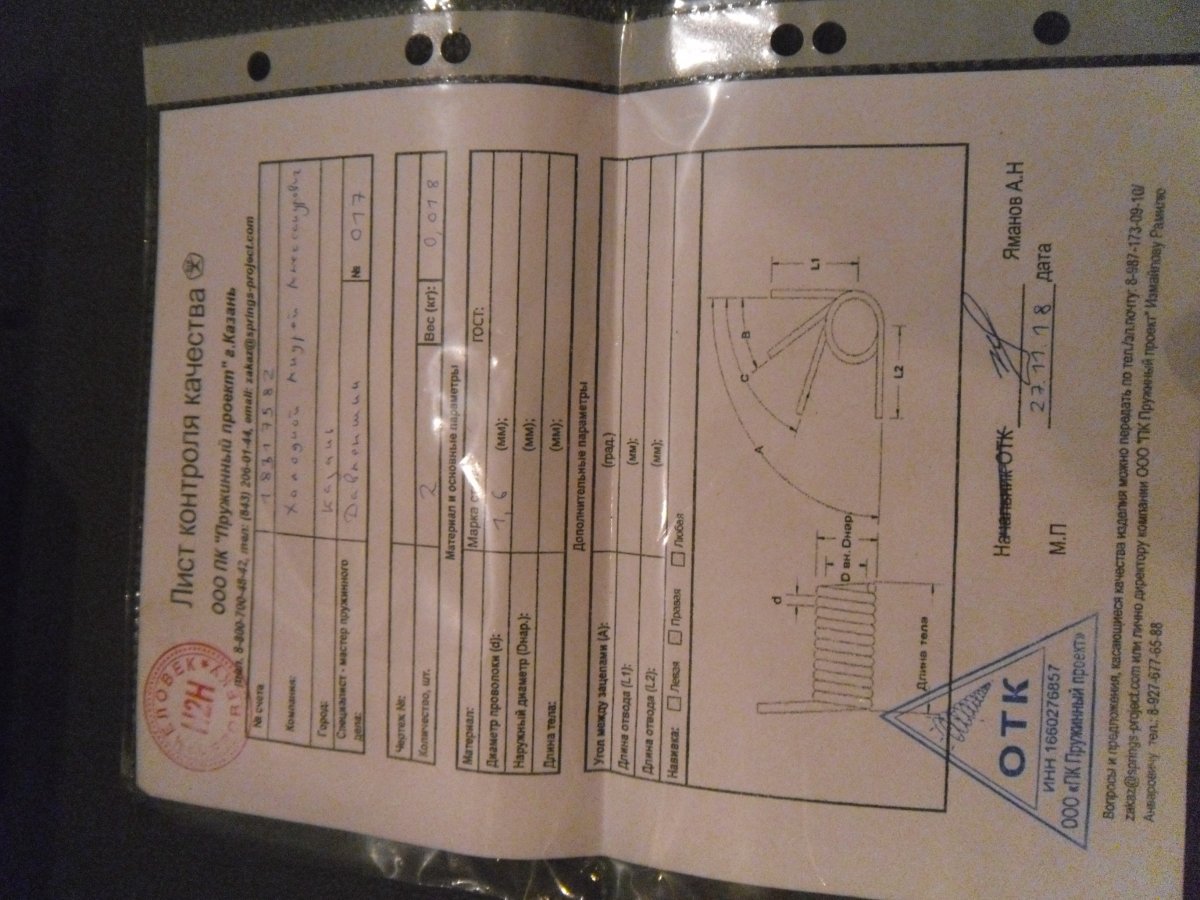 Лист контроля качества
ООО ПК "Пружинный проект" г.Казань
тел. 8-800-700-48-42, тел: (843) 206-01-44, email: zakaz@springs-project.com
ЧЕЛОВЕК
Ч2Н
№ счета 183117582
Компания: Холодной Андрей Александрович
Город: Казань
Специалист - мастер пружинного дела: № 017
Чертеж №:
Количество, шт. 2 Вес (кг): 0,018
Материал и основные параметры
Материал: Марка ГОСТ:
Диаметр проволоки (d): 1,6 (мм);
Наружный диаметр (Dнар.): (мм);
Длина тела: (мм);
Дополнительные параметры
Угол между зацепами (A): (град.)
Длина отвода (L1): (мм);
Длина отвода (L2): (мм);
Навивка: Левая Правая Любая
d
D вн. Dнар.
Длина тела
A
C
B
L1
L2
Начальник ОТК Яманов А.Н
М.П 27.11.18 дата
ОТК
ИНН 1660276857
ООО «ПК Пружинный проект»
Вопросы и предложения, касающиеся качества изделия можно передать по тел./эл.почту: 8-987-173-09-10/
zakaz@springs-project.com или лично директору компании ООО "ПК Пружинный проект" Измайлову Рамилю
Анваровичу тел.: 8-927-677-65-88